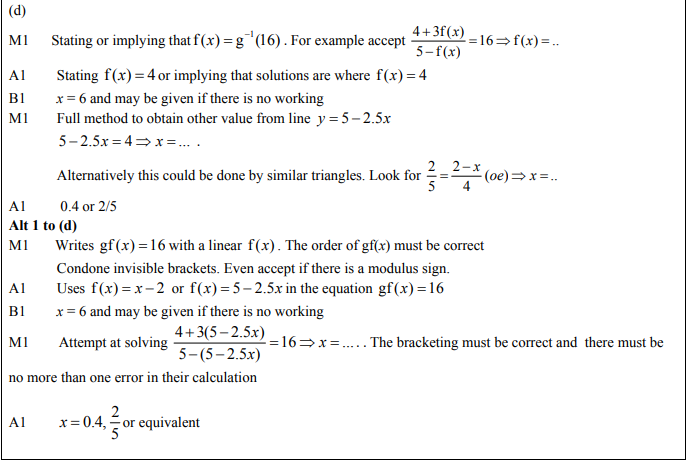 (d)
M1 Stating or implying that f(x) = g⁻¹(16). For example accept (4+3f(x))/(5−f(x)) = 16 ⇒ f(x) = ..
A1 Stating f(x) = 4 or implying that solutions are where f(x) = 4
B1 x = 6 and may be given if there is no working
M1 Full method to obtain other value from line y = 5 − 2.5x
5 − 2.5x = 4 ⇒ x = ... .
Alternatively this could be done by similar triangles. Look for 2/5 = (2−x)/4 (oe) ⇒ x = ..
A1 0.4 or 2/5
Alt 1 to (d)
M1 Writes gf(x) = 16 with a linear f(x). The order of gf(x) must be correct
Condone invisible brackets. Even accept if there is a modulus sign.
A1 Uses f(x) = x − 2 or f(x) = 5 − 2.5x in the equation gf(x) = 16
B1 x = 6 and may be given if there is no working
M1 Attempt at solving (4+3(5−2.5x))/(5−(5−2.5x)) = 16 ⇒ x = ..... . The bracketing must be correct and there must be
no more than one error in their calculation
A1 x = 0.4, 2/5 or equivalent